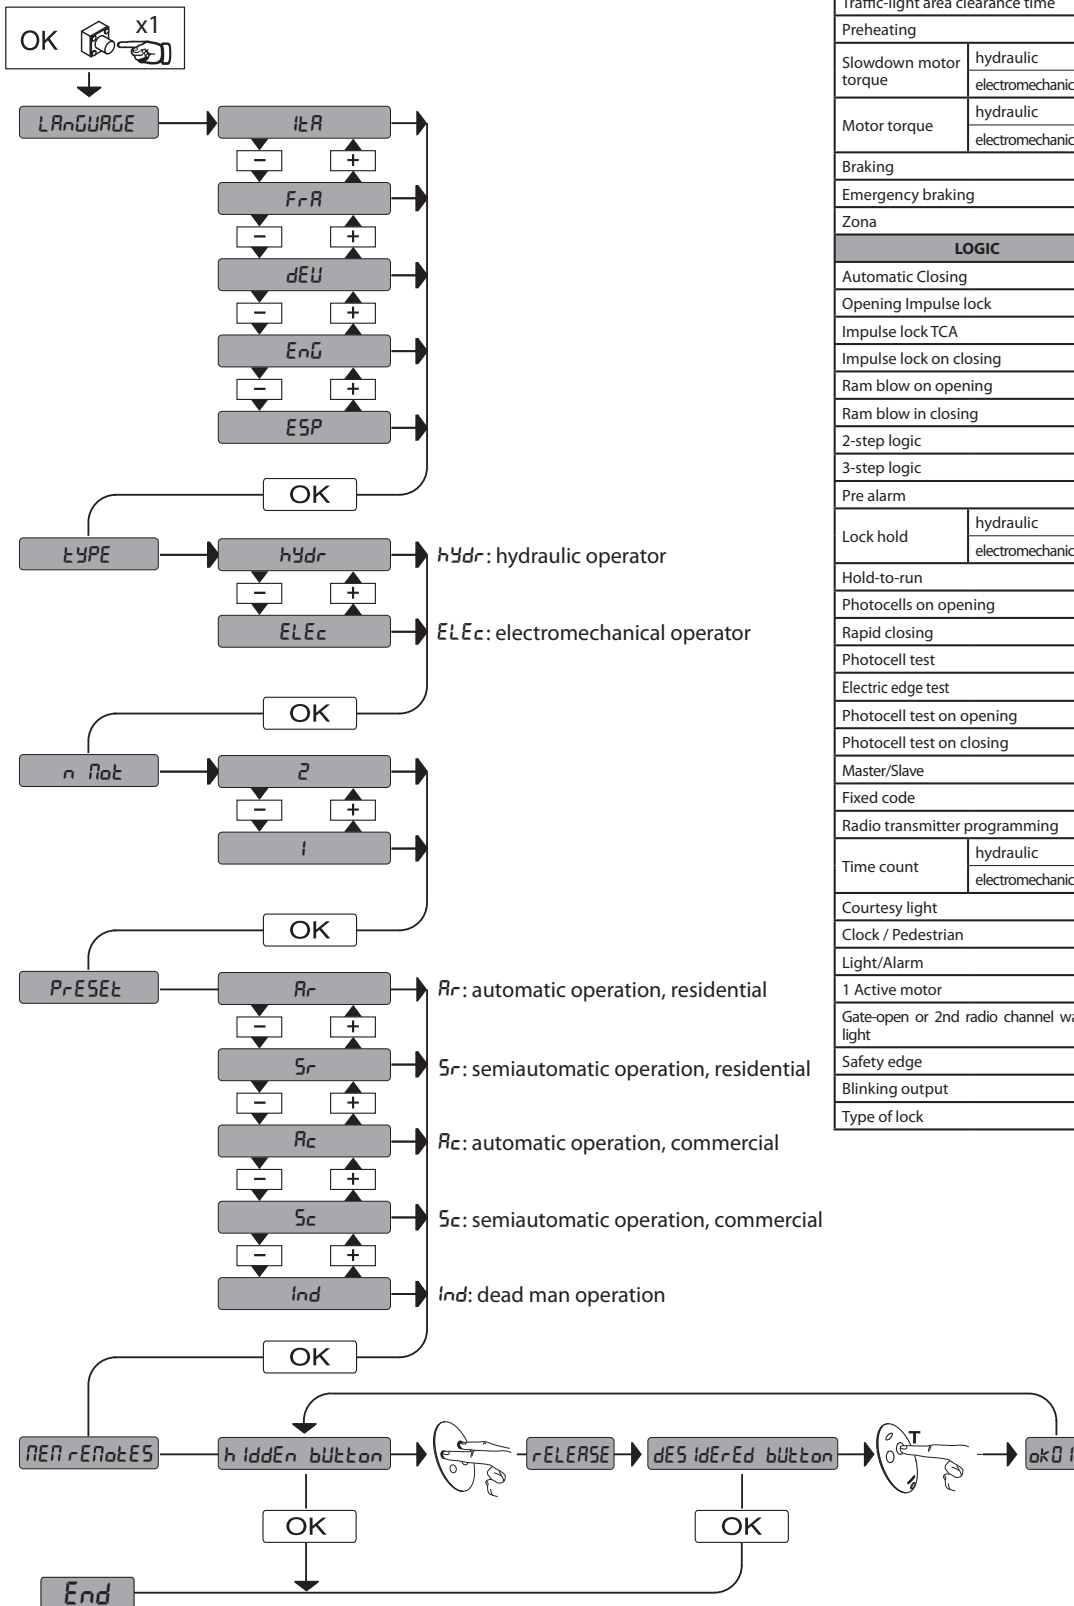 OK x1
LAnGUAGE
ItA
− +
FrA
− +
dEU
− +
EnG
− +
ESP
OK
tYPE
hYdr
hYdr: hydraulic operator
− +
ELEc
ELEc: electromechanical operator
OK
n Mot
2
− +
1
OK
PrESEt
Ar
Ar: automatic operation, residential
− +
Sr
Sr: semiautomatic operation, residential
− +
Ac
Ac: automatic operation, commercial
− +
Sc
Sc: semiautomatic operation, commercial
− +
Ind
Ind: dead man operation
OK
MEM rEMotES
hIddEn bUtton
rELEASE
dESIdErEd bUtton
T
ok01
OK
OK
End
Traffic-light area clearance time
Preheating
Slowdown motor
torque
hydraulic
electromechanic
Motor torque
hydraulic
electromechanic
Braking
Emergency braking
Zona
LOGIC
Automatic Closing
Opening Impulse lock
Impulse lock TCA
Impulse lock on closing
Ram blow on opening
Ram blow in closing
2-step logic
3-step logic
Pre alarm
Lock hold
hydraulic
electromechanic
Hold-to-run
Photocells on opening
Rapid closing
Photocell test
Electric edge test
Photocell test on opening
Photocell test on closing
Master/Slave
Fixed code
Radio transmitter programming
Time count
hydraulic
electromechanic
Courtesy light
Clock / Pedestrian
Light/Alarm
1 Active motor
Gate-open or 2nd radio channel wa
light
Safety edge
Blinking output
Type of lock